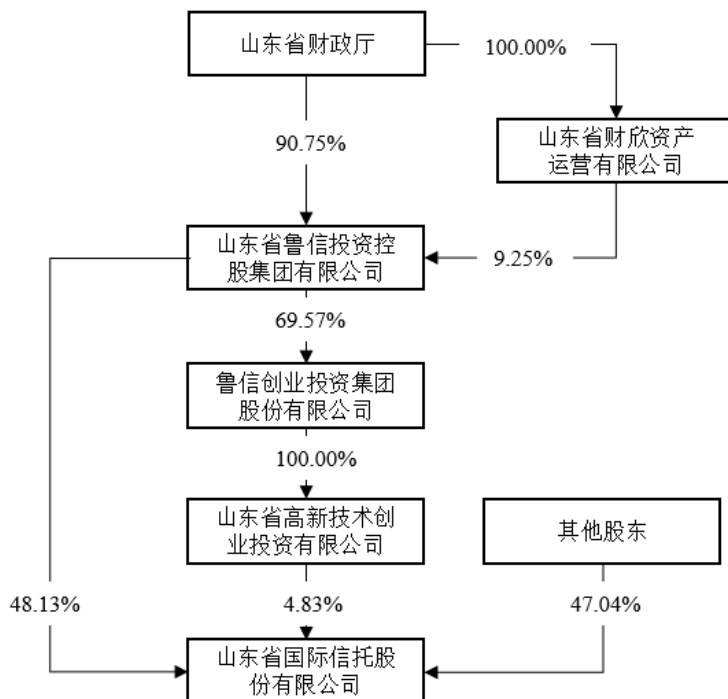 山东省财政厅
100.00%
90.75%
山东省财欣资产
运营有限公司
山东省鲁信投资控
股集团有限公司
9.25%
69.57%
鲁信创业投资集团
股份有限公司
100.00%
山东省高新技术创
业投资有限公司
其他股东
48.13%
4.83%
47.04%
山东省国际信托股
份有限公司